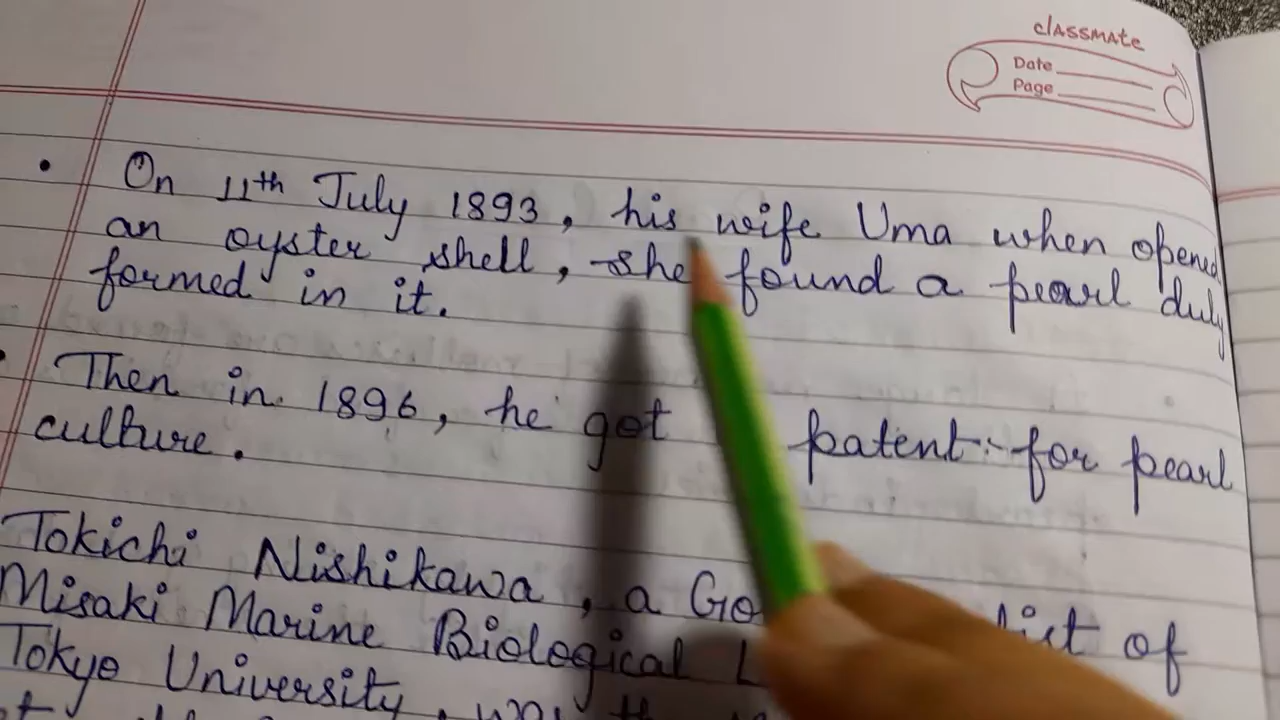 classmate
Date
Page
• On 11th July 1893, his wife Uma when opened
an oyster shell, she found a pearl duly
formed in it.
• Then in 1896, he got patent for pearl
culture.
Tokichi Nishikawa, a of
Misaki Marine Biological
Tokyo University,